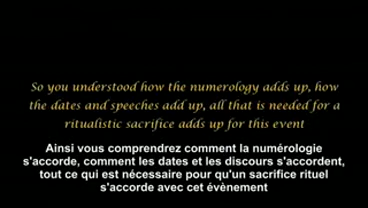 So you understood how the numerology adds up, how
the dates and speeches add up, all that is needed for a
ritualistic sacrifice adds up for this event
Ainsi vous comprendrez comment la numérologie
s'accorde, comment les dates et les discours s'accordent,
tout ce qui est nécessaire pour qu'un sacrifice rituel
s'accorde avec cet évènement